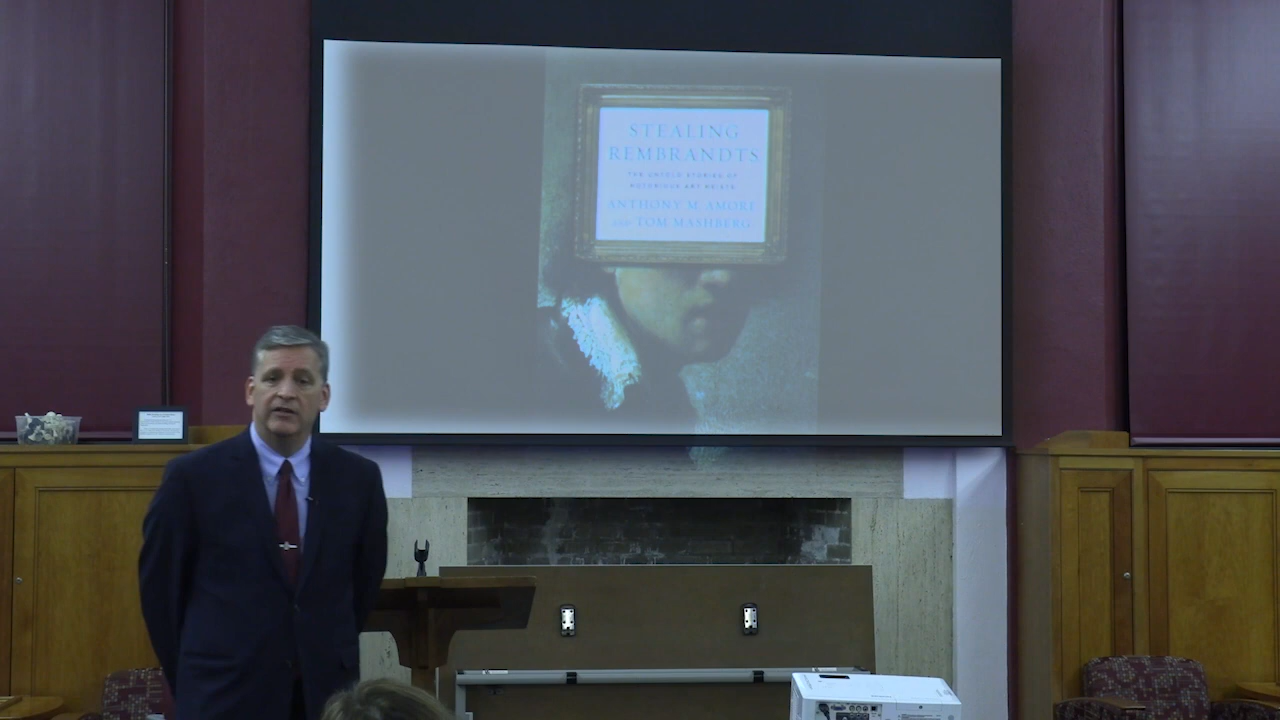 STEALING
REMBRANDTS
THE UNTOLD STORIES OF
NOTORIOUS ART HEISTS
ANTHONY M. AMORE
AND TOM MASHBERG